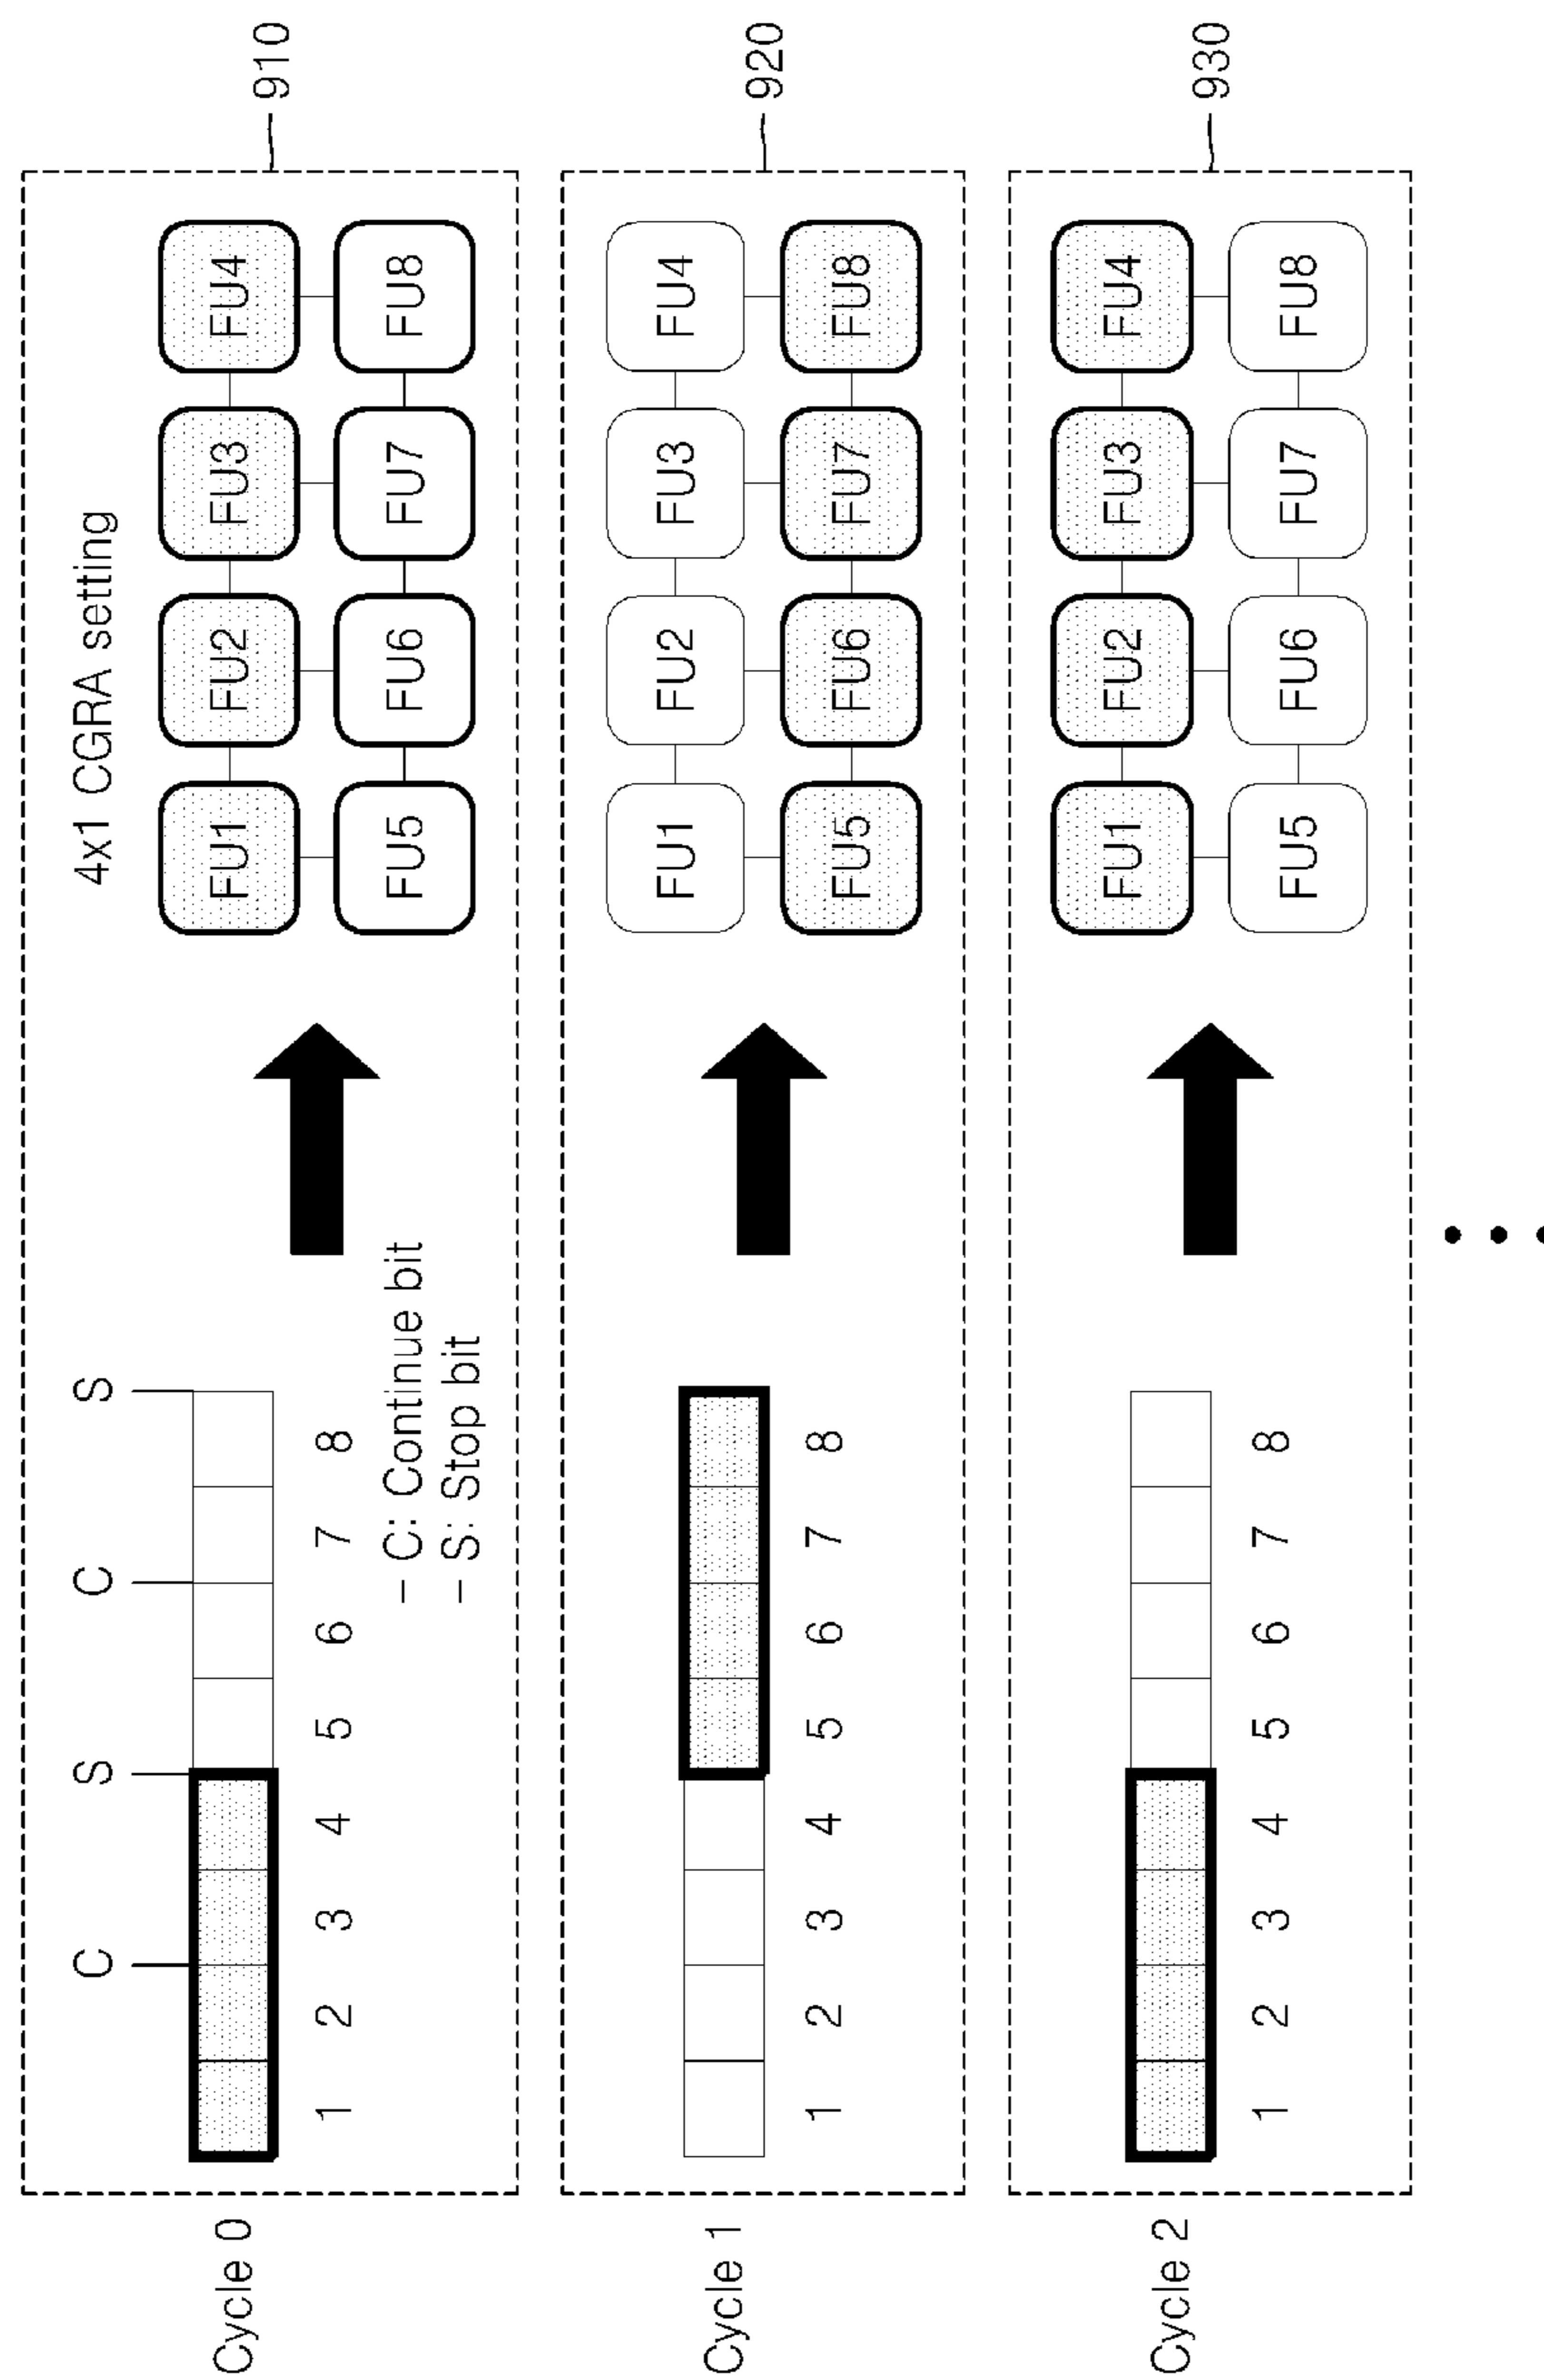 4x1 CGRA setting
C S C S
Cycle 0
1 2 3 4 5 6 7 8
– C: Continue bit
– S: Stop bit
FU1 FU2 FU3 FU4
FU5 FU6 FU7 FU8
910
Cycle 1
1 2 3 4 5 6 7 8
FU1 FU2 FU3 FU4
FU5 FU6 FU7 FU8
920
Cycle 2
1 2 3 4 5 6 7 8
FU1 FU2 FU3 FU4
FU5 FU6 FU7 FU8
930